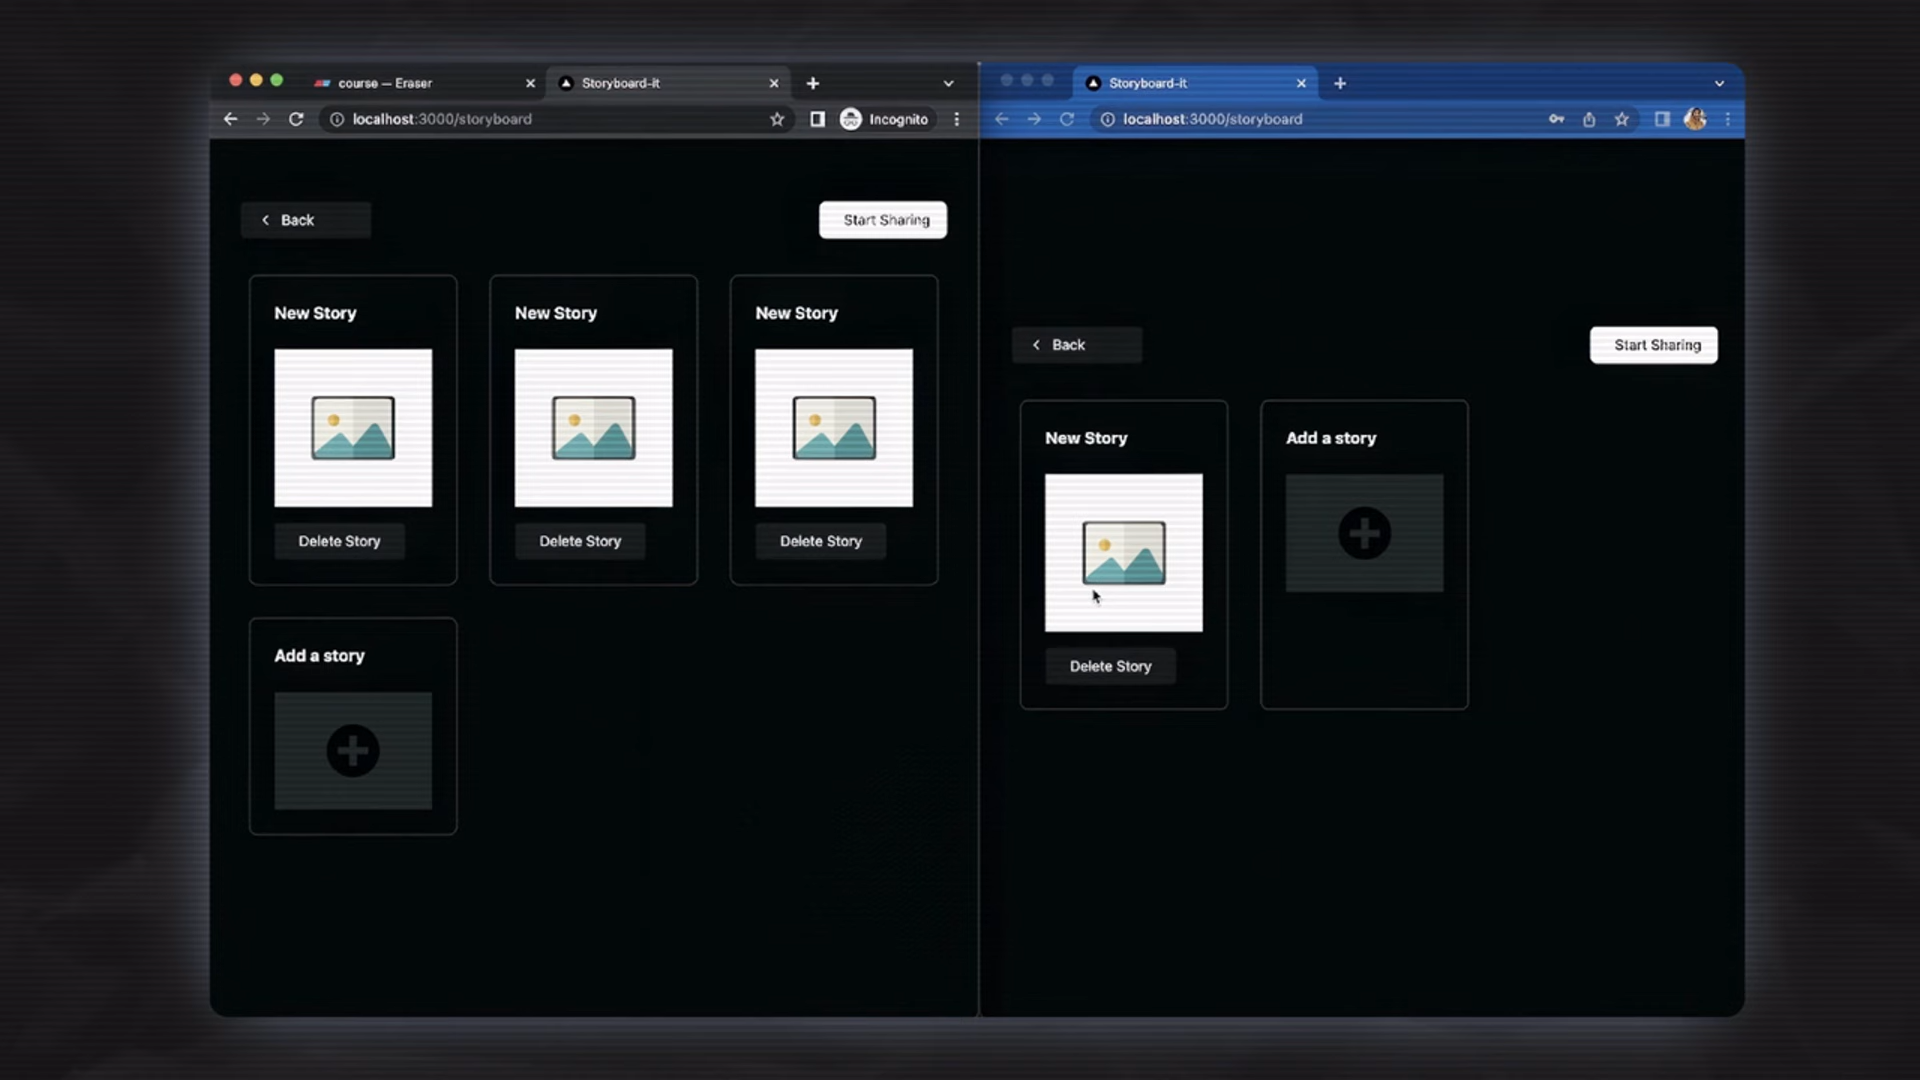 course — Eraser
Storyboard-it
localhost:3000/storyboard
Incognito
Back
Start Sharing
New Story
New Story
New Story
Delete Story
Delete Story
Delete Story
Add a story
Storyboard-it
localhost:3000/storyboard
Back
Start Sharing
New Story
Add a story
Delete Story